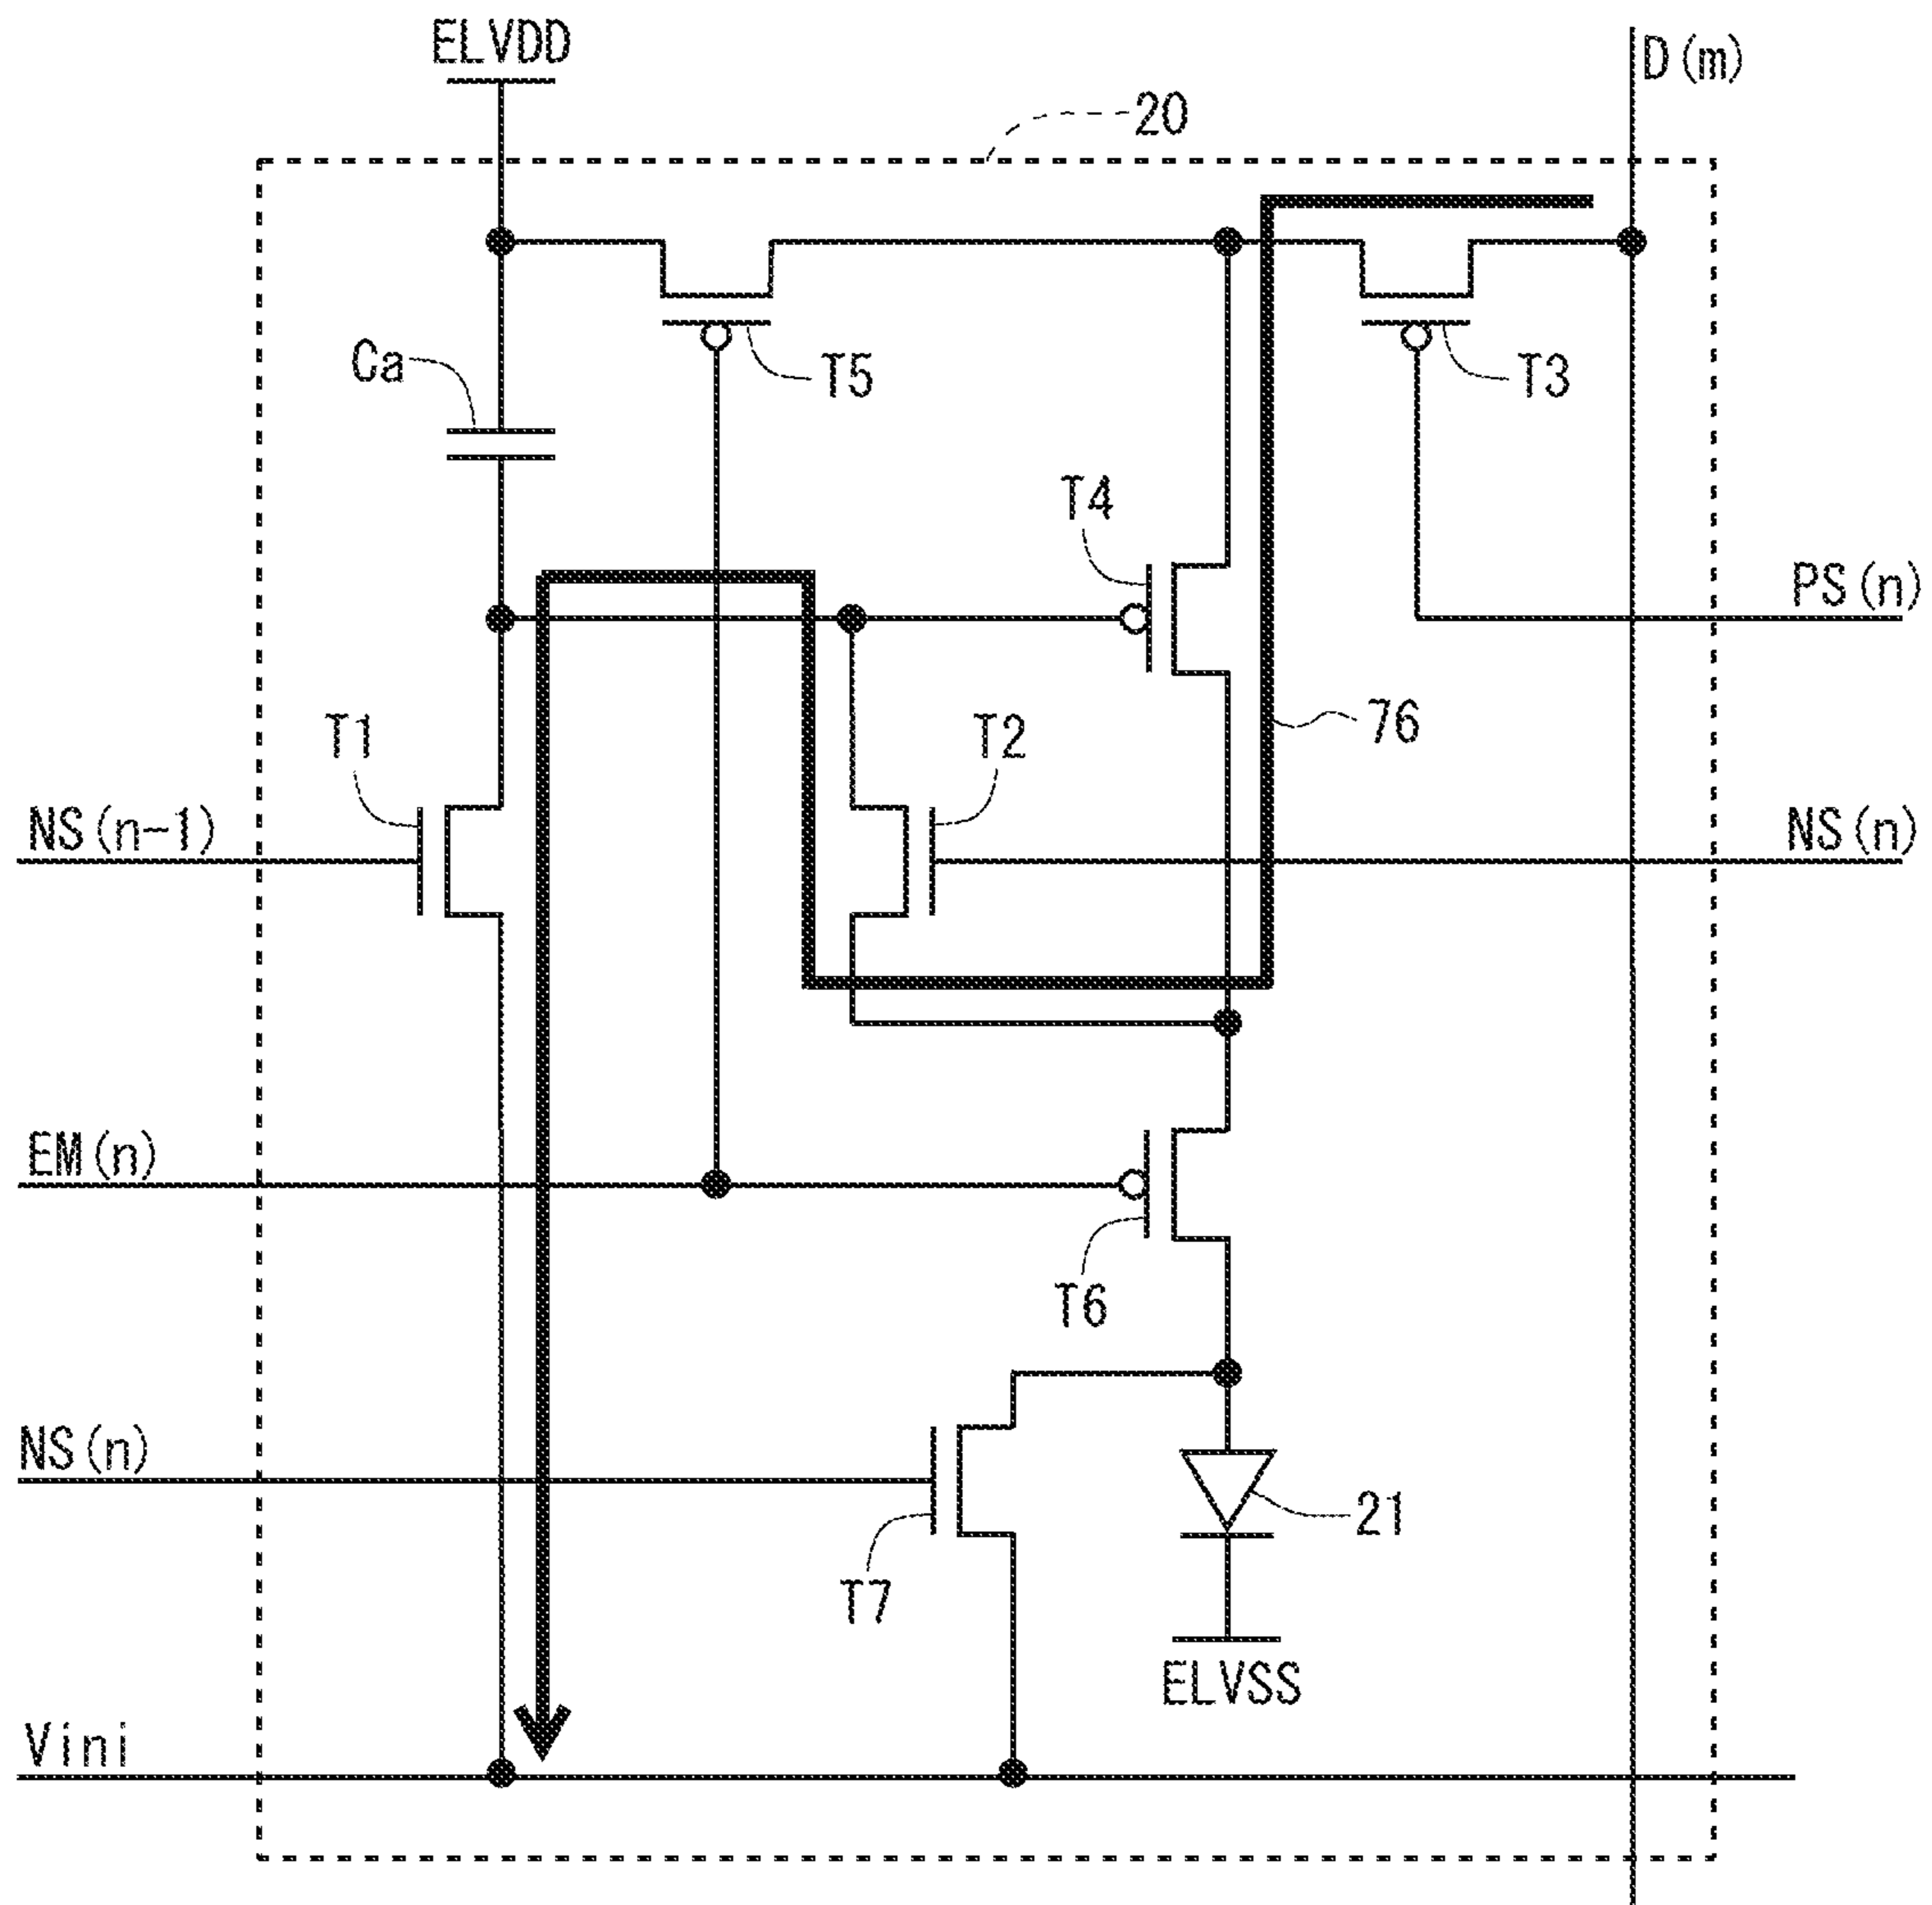 ELVDD
D(m)
20
Ca
T5
T3
T4
PS(n)
T1
T2
76
NS(n-1)
NS(n)
EM(n)
T6
NS(n)
21
T7
ELVSS
Vini